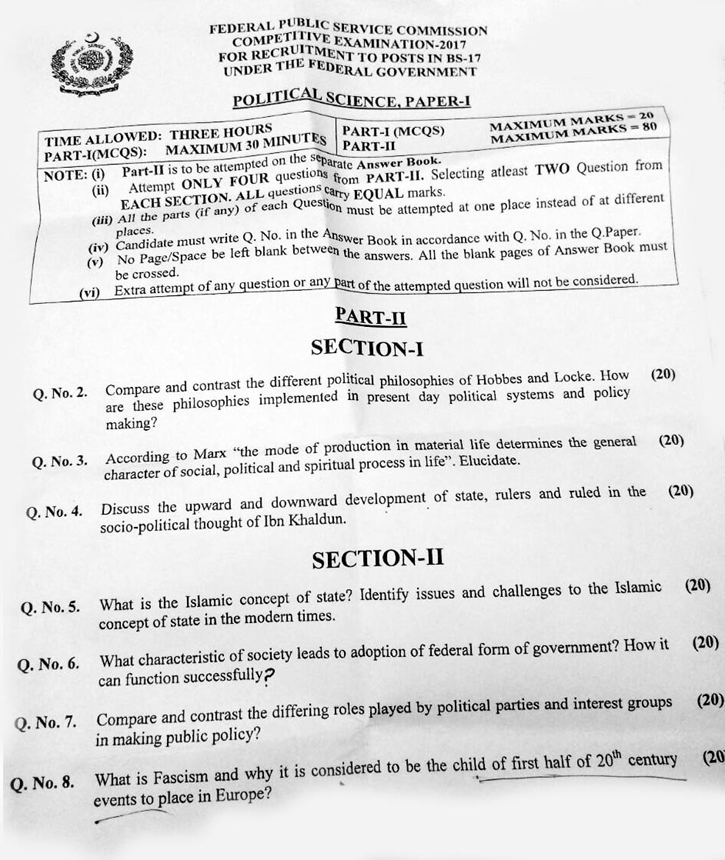 FEDERAL PUBLIC SERVICE COMMISSION
COMPETITIVE EXAMINATION-2017
FOR RECRUITMENT TO POSTS IN BS-17
UNDER THE FEDERAL GOVERNMENT
POLITICAL SCIENCE, PAPER-I
TIME ALLOWED: THREE HOURS PART-I (MCQS) MAXIMUM MARKS = 20
PART-I(MCQS): MAXIMUM 30 MINUTES PART-II MAXIMUM MARKS = 80
NOTE: (i) Part-II is to be attempted on the separate Answer Book.
(ii) Attempt ONLY FOUR questions from PART-II. Selecting atleast TWO Question from
EACH SECTION. ALL questions carry EQUAL marks.
(iii) All the parts (if any) of each Question must be attempted at one place instead of at different
places.
(iv) Candidate must write Q. No. in the Answer Book in accordance with Q. No. in the Q.Paper.
(v) No Page/Space be left blank between the answers. All the blank pages of Answer Book must
be crossed.
(vi) Extra attempt of any question or any part of the attempted question will not be considered.
PART-II
SECTION-I
Q. No. 2. Compare and contrast the different political philosophies of Hobbes and Locke. How (20)
are these philosophies implemented in present day political systems and policy
making?
Q. No. 3. According to Marx “the mode of production in material life determines the general (20)
character of social, political and spiritual process in life”. Elucidate.
Q. No. 4. Discuss the upward and downward development of state, rulers and ruled in the (20)
socio-political thought of Ibn Khaldun.
SECTION-II
Q. No. 5. What is the Islamic concept of state? Identify issues and challenges to the Islamic (20)
concept of state in the modern times.
Q. No. 6. What characteristic of society leads to adoption of federal form of government? How it (20)
can function successfully?
Q. No. 7. Compare and contrast the differing roles played by political parties and interest groups (20)
in making public policy?
Q. No. 8. What is Fascism and why it is considered to be the child of first half of 20th century (20
events to place in Europe?